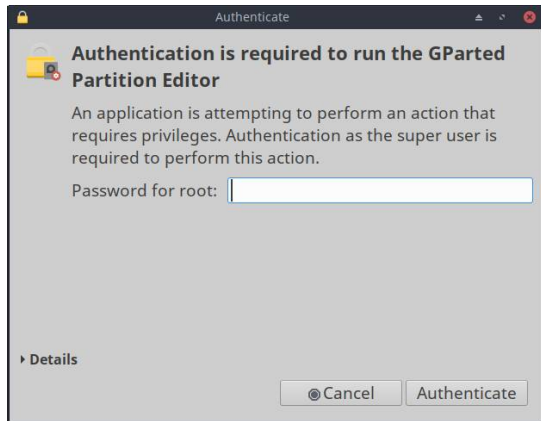 Authenticate
Authentication is required to run the GParted
Partition Editor
An application is attempting to perform an action that
requires privileges. Authentication as the super user is
required to perform this action.
Password for root:
Details
Cancel
Authenticate